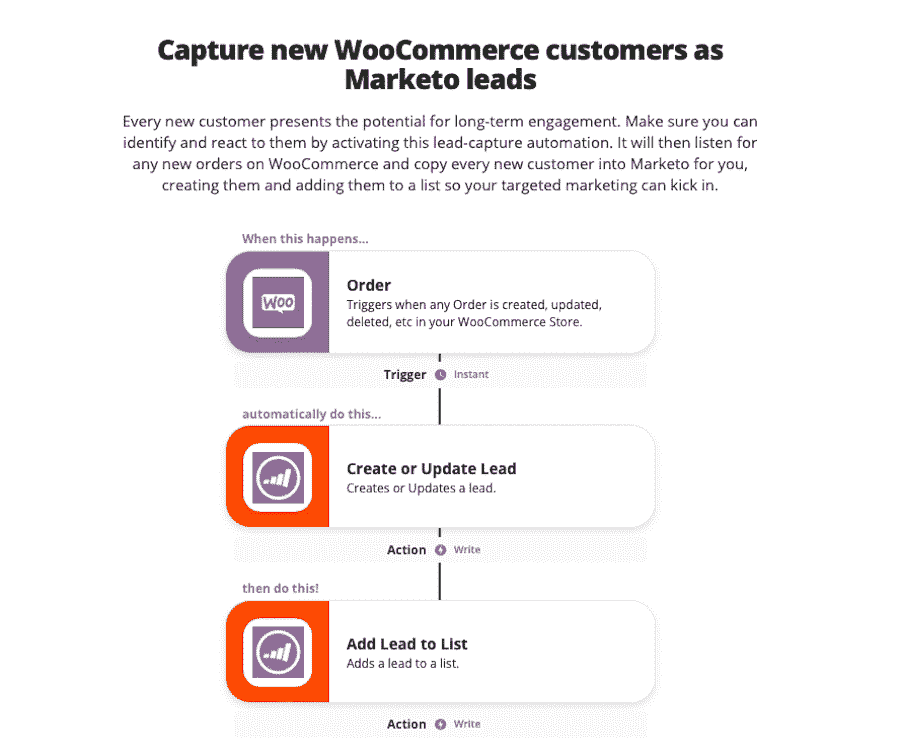 Capture new WooCommerce customers as
Marketo leads
Every new customer presents the potential for long-term engagement. Make sure you can
identify and react to them by activating this lead-capture automation. It will then listen for
any new orders on WooCommerce and copy every new customer into Marketo for you,
creating them and adding them to a list so your targeted marketing can kick in.
When this happens...
Woo
Order
Triggers when any Order is created, updated,
deleted, etc in your WooCommerce Store.
Trigger Instant
automatically do this...
Create or Update Lead
Creates or Updates a lead.
Action Write
then do this!
Add Lead to List
Adds a lead to a list.
Action Write